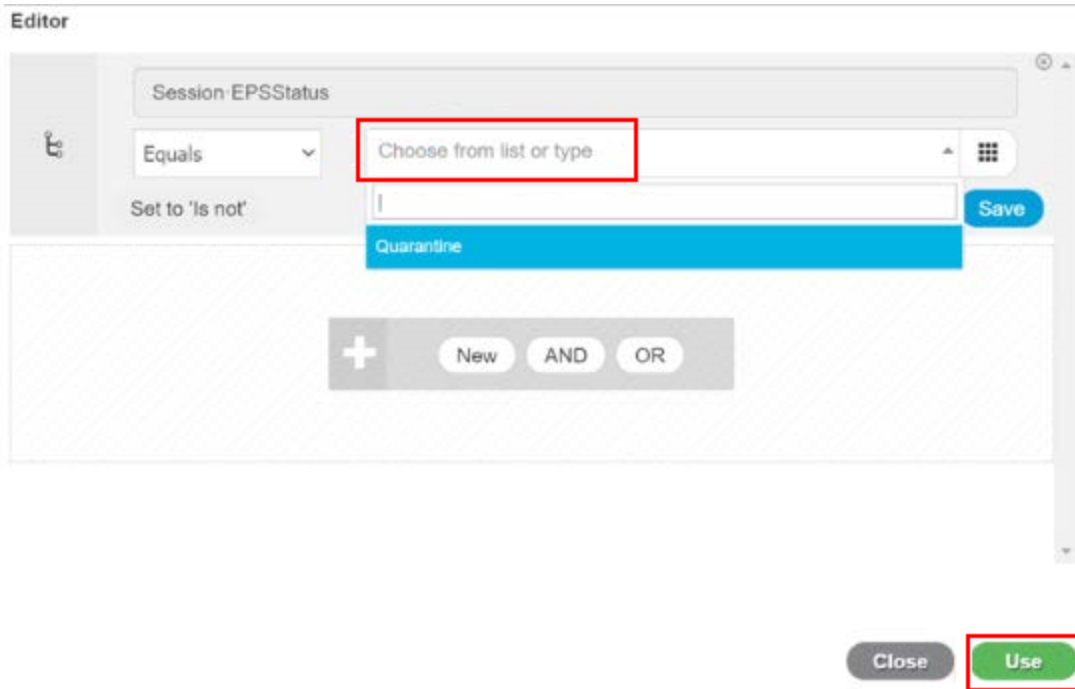 Editor
Session·EPSStatus
Equals
Choose from list or type
Set to 'Is not'
Save
Quarantine
New AND OR
Close Use